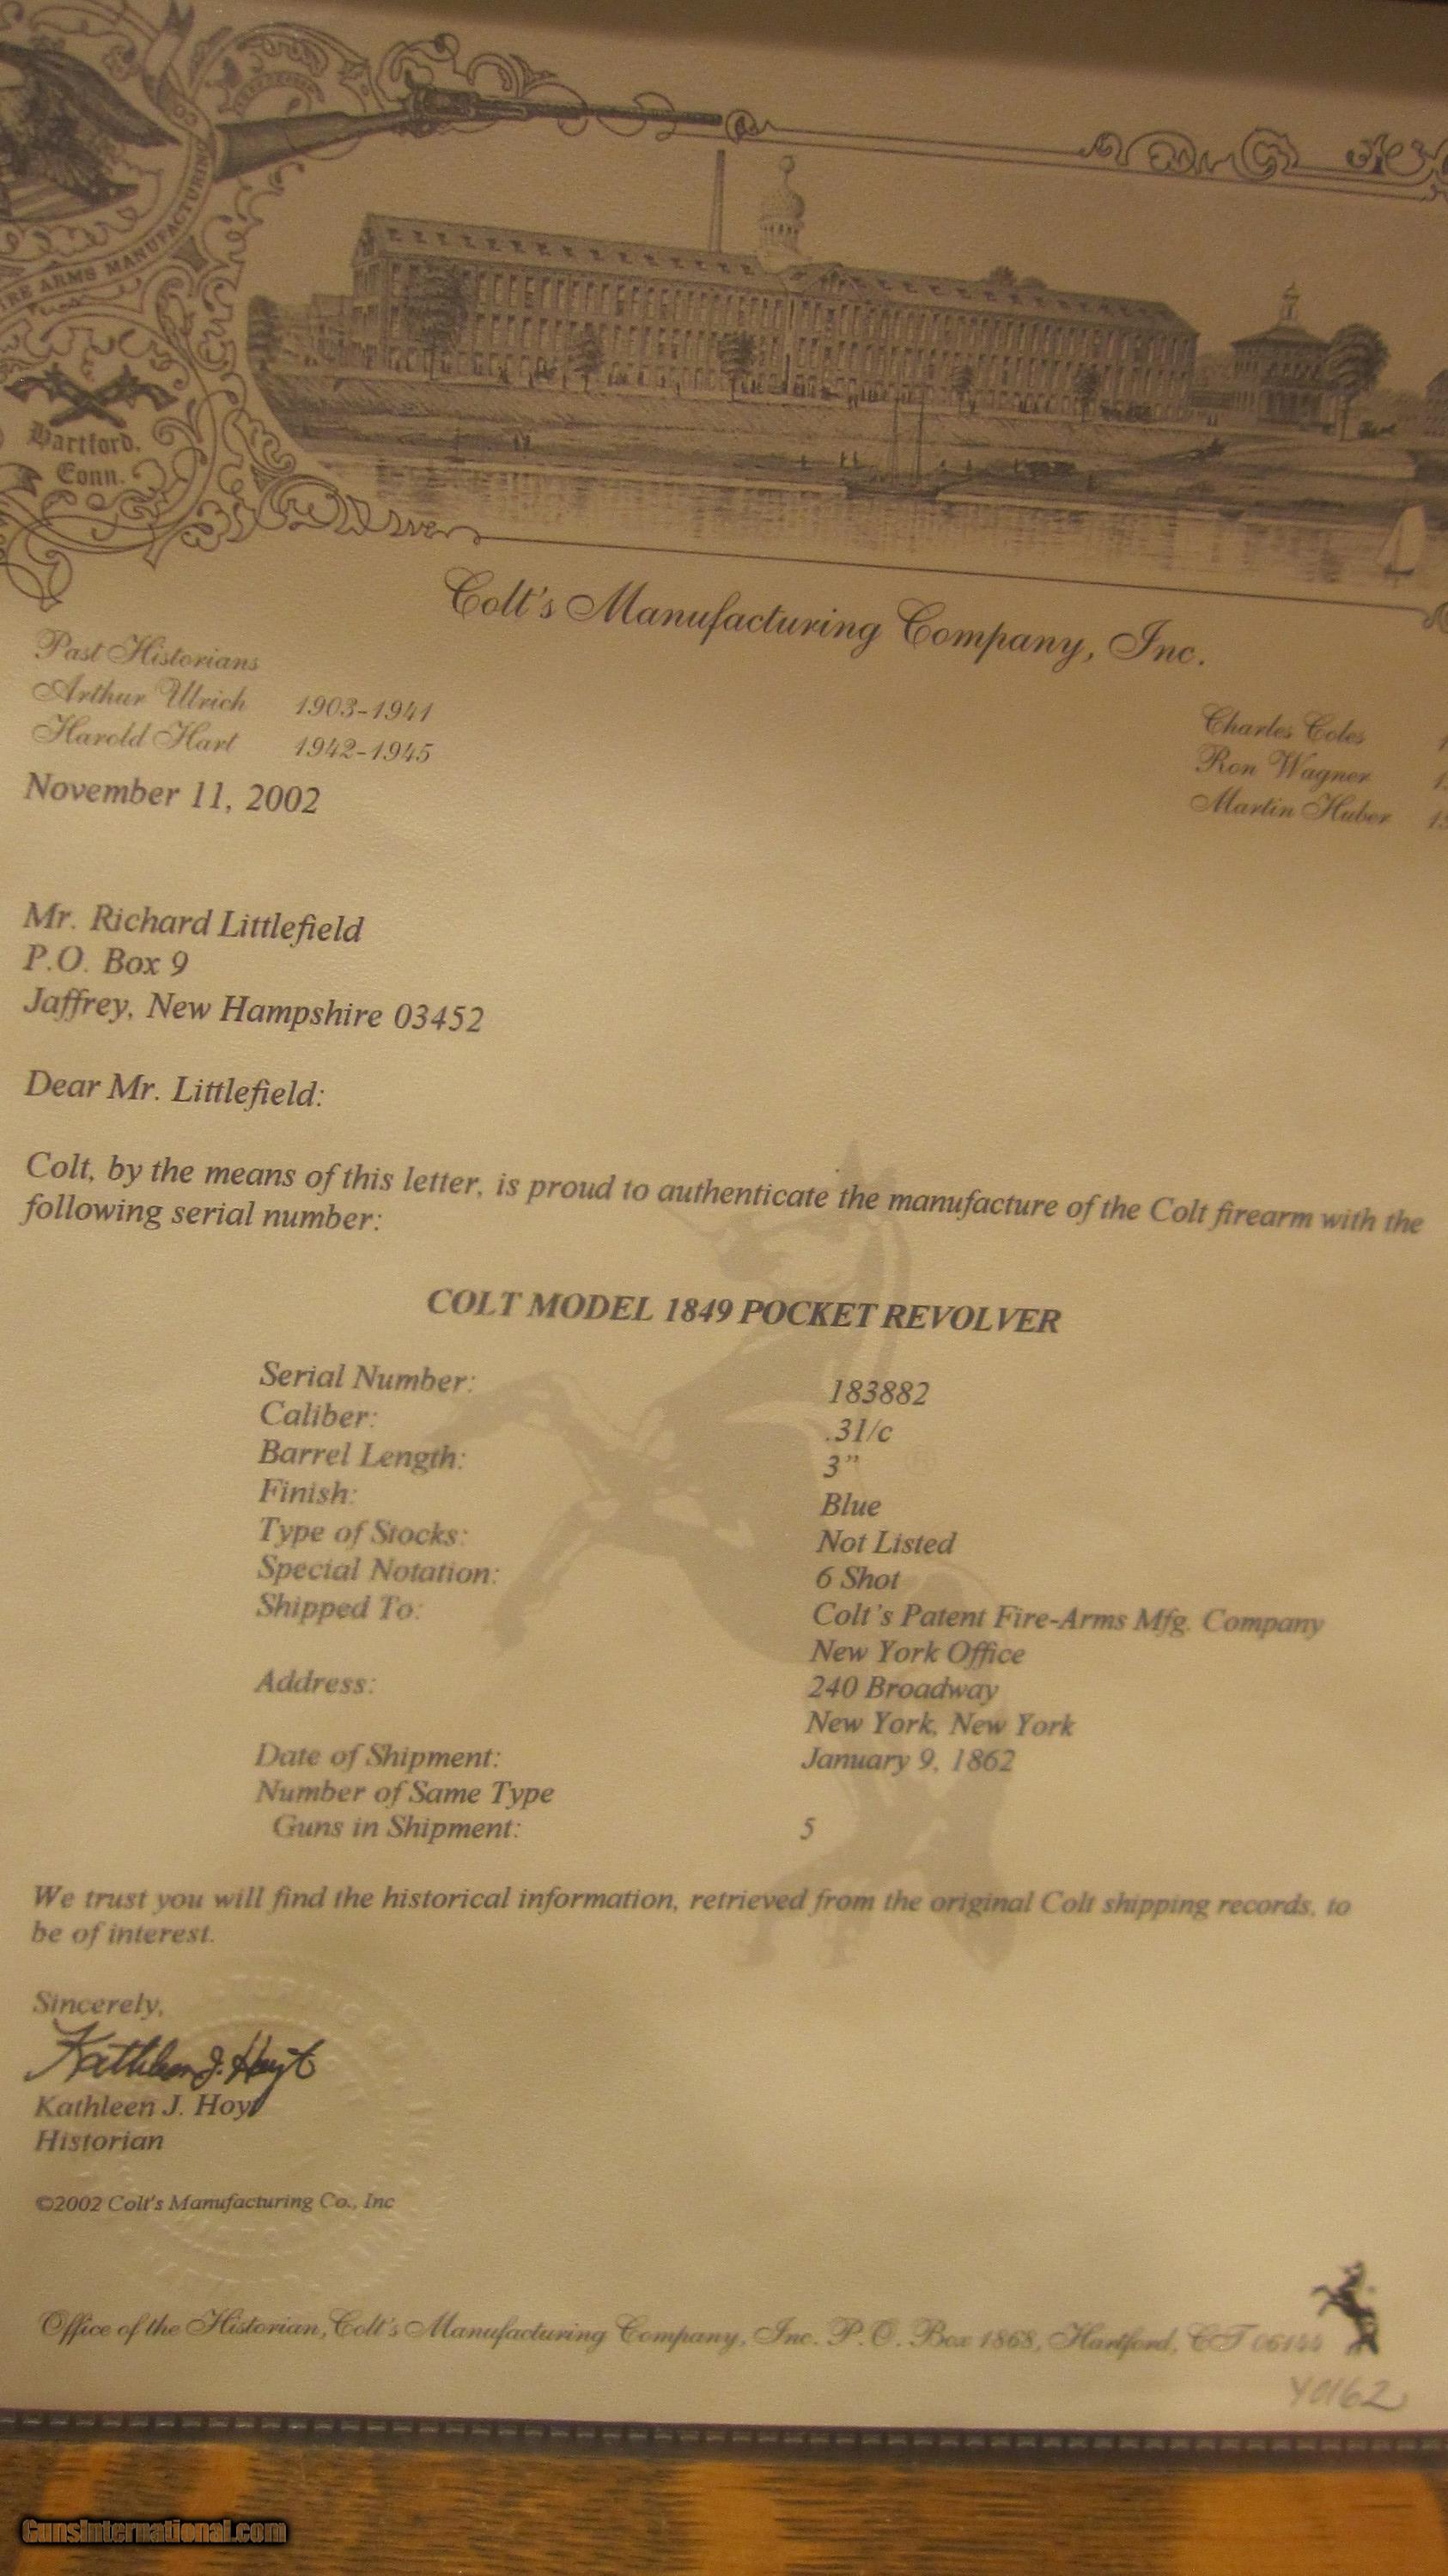 FIRE ARMS MANUFACTURING CO
Hartford,
Conn.
Colt's Manufacturing Company, Inc.
Past Historians
Arthur Ulrich 1903-1941
Harold Hart 1942-1945
Charles Coles
Ron Wagner
Martin Huber
November 11, 2002
Mr. Richard Littlefield
P.O. Box 9
Jaffrey, New Hampshire 03452
Dear Mr. Littlefield:
Colt, by the means of this letter, is proud to authenticate the manufacture of the Colt firearm with the
following serial number:
COLT MODEL 1849 POCKET REVOLVER
Serial Number: 183882
Caliber: .31/c
Barrel Length: 3”
Finish: Blue
Type of Stocks: Not Listed
Special Notation: 6 Shot
Shipped To: Colt's Patent Fire-Arms Mfg. Company
New York Office
Address: 240 Broadway
New York, New York
Date of Shipment: January 9, 1862
Number of Same Type
Guns in Shipment: 5
We trust you will find the historical information, retrieved from the original Colt shipping records, to
be of interest.
Sincerely,
Kathleen J. Hoyt
Kathleen J. Hoyt
Historian
©2002 Colt's Manufacturing Co., Inc
Office of the Historian, Colt's Manufacturing Company, Inc. P.O. Box 1868, Hartford, CT 06144
Y0162
GunsInternational.com